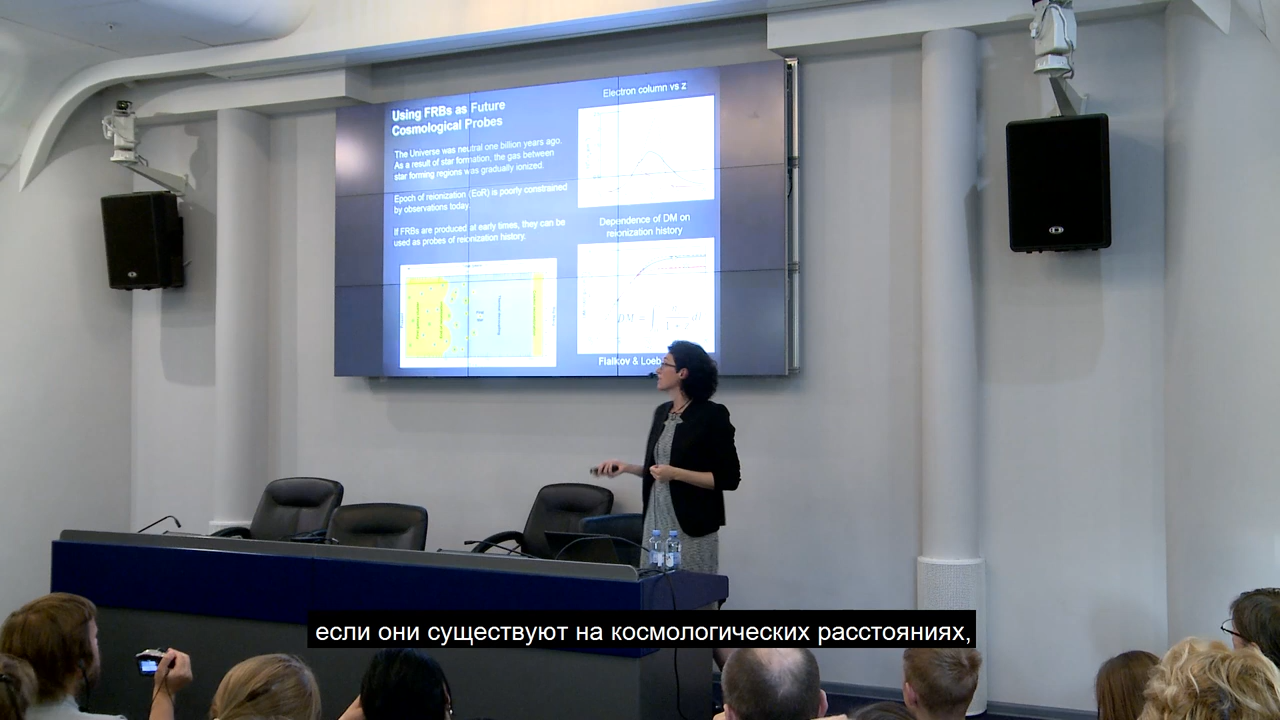 Using FRBs as Future
Cosmological Probes
The Universe was neutral one billion years ago.
As a result of star formation, the gas between
star forming regions was gradually ionized.
Epoch of reionization (EoR) is poorly constrained
by observations today.
If FRBs are produced at early times, they can be
used as probes of reionization history.
Electron column vs z
Dependence of DM on
reionization history
Fialkov & Loeb
если они существуют на космологических расстояниях,